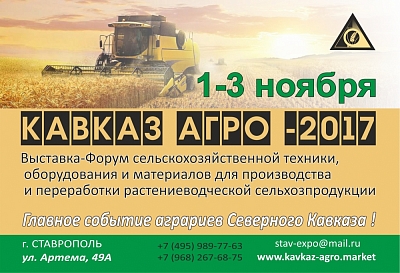 1-3 ноября
КАВКАЗ АГРО -2017
Выставка-Форум сельскохозяйственной техники,
оборудования и материалов для производства
и переработки растениеводческой сельхозпродукции
Главное событие аграриев Северного Кавказа !
г. СТАВРОПОЛЬ
ул. Артема, 49А
+7 (495) 989-77-63
+7 (968) 267-68-75
stav-expo@mail.ru
www.kavkaz-agro.market